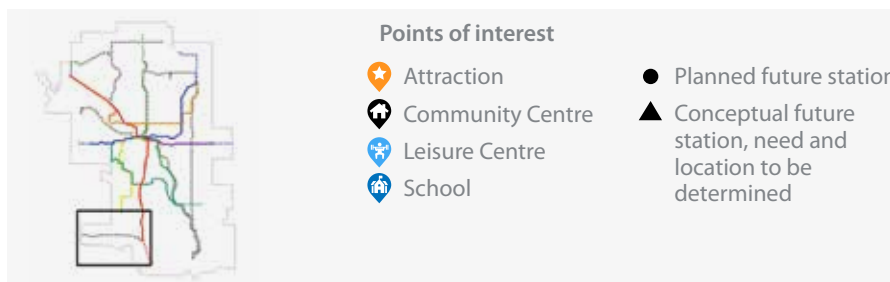 Points of interest
Attraction
Community Centre
Leisure Centre
School
Planned future station
Conceptual future
station, need and
location to be
determined